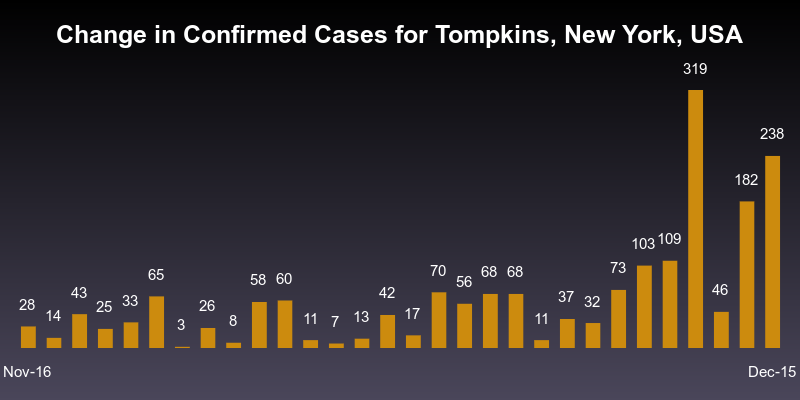 Change in Confirmed Cases for Tompkins, New York, USA
28 14 43 25 33 65 3 26 8 58 60 11 7 13 42 17 70 56 68 68 11 37 32 73 103 109 319 46 182 238
Nov-16 Dec-15